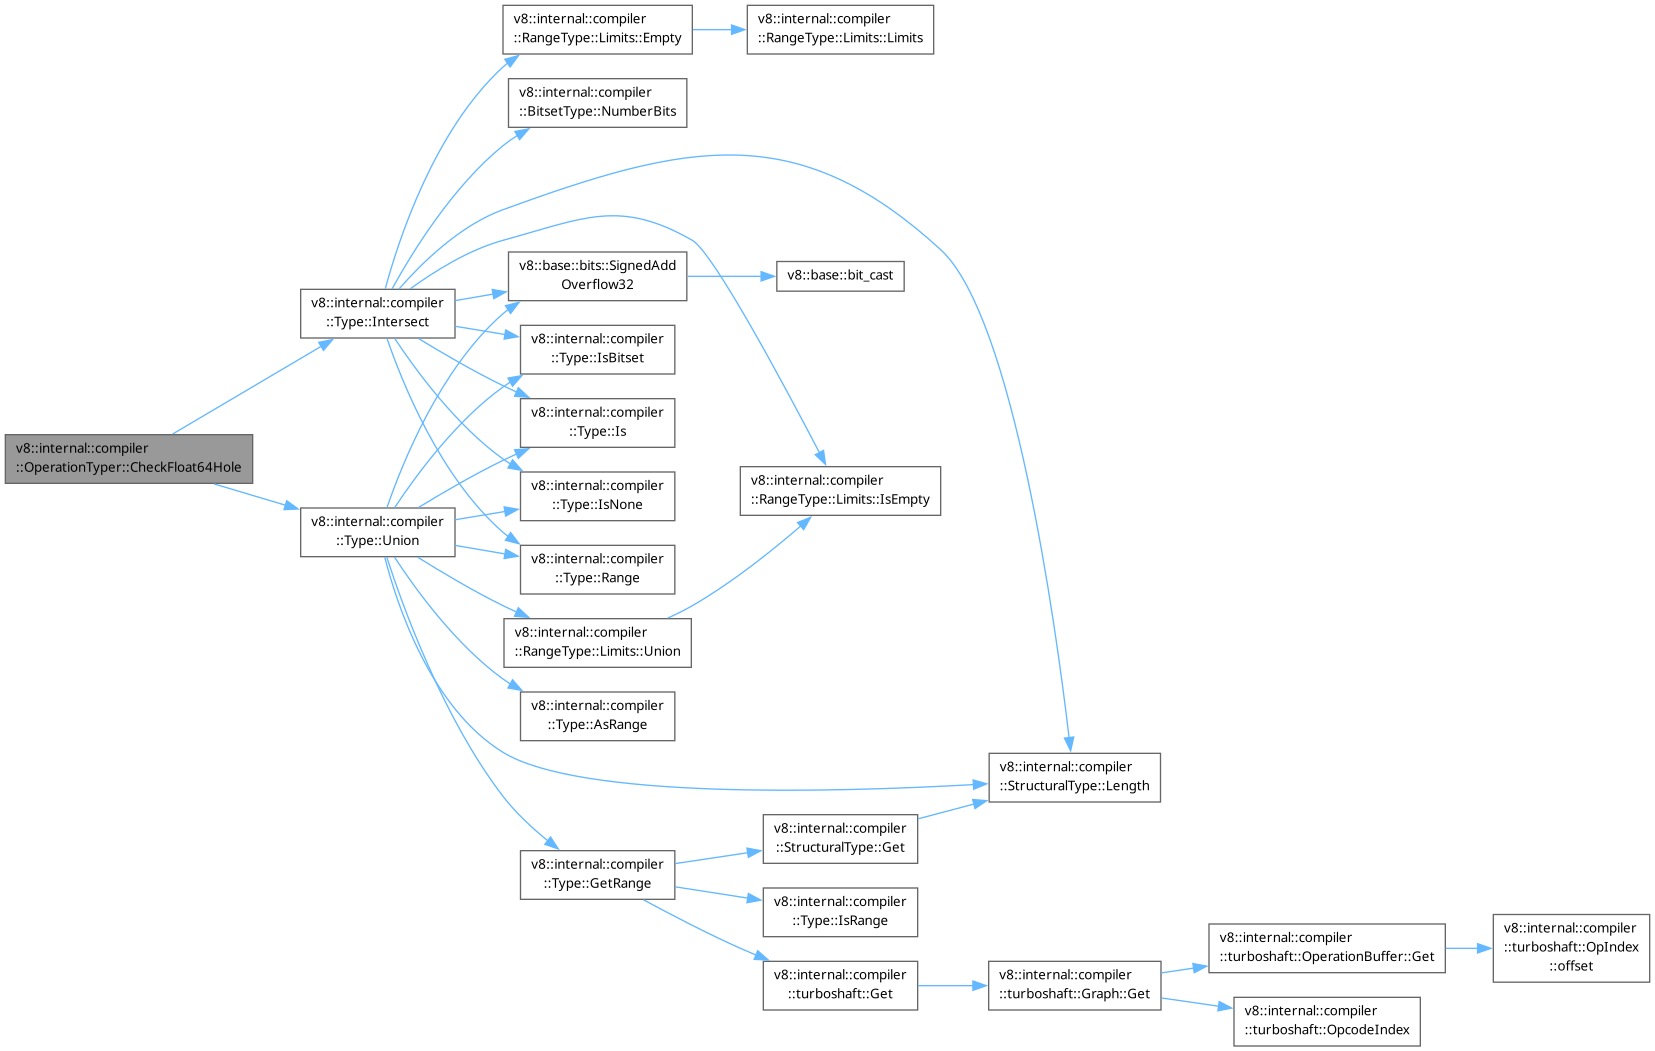 v8::internal::compiler
::RangeType::Limits::Empty
v8::internal::compiler
::RangeType::Limits::Limits
v8::internal::compiler
::BitsetType::NumberBits
v8::base::bits::SignedAdd
Overflow32
v8::base::bit_cast
v8::internal::compiler
::Type::Intersect
v8::internal::compiler
::Type::IsBitset
v8::internal::compiler
::Type::Is
v8::internal::compiler
::OperationTyper::CheckFloat64Hole
v8::internal::compiler
::Type::IsNone
v8::internal::compiler
::RangeType::Limits::IsEmpty
v8::internal::compiler
::Type::Union
v8::internal::compiler
::Type::Range
v8::internal::compiler
::RangeType::Limits::Union
v8::internal::compiler
::Type::AsRange
v8::internal::compiler
::StructuralType::Length
v8::internal::compiler
::StructuralType::Get
v8::internal::compiler
::Type::GetRange
v8::internal::compiler
::Type::IsRange
v8::internal::compiler
::turboshaft::Get
v8::internal::compiler
::turboshaft::Graph::Get
v8::internal::compiler
::turboshaft::OperationBuffer::Get
v8::internal::compiler
::turboshaft::OpIndex
::offset
v8::internal::compiler
::turboshaft::OpcodeIndex